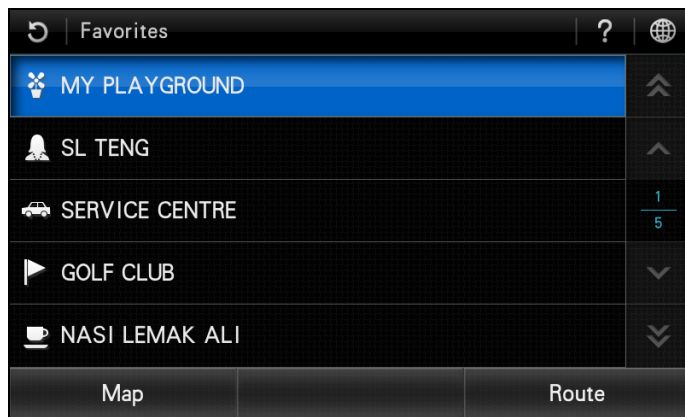 Favorites ?
MY PLAYGROUND
SL TENG
SERVICE CENTRE
1
5
GOLF CLUB
NASI LEMAK ALI
Map Route